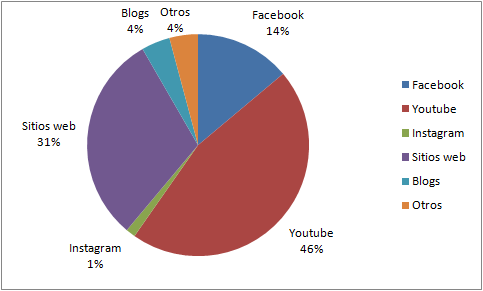 Blogs
4%
Otros
4%
Facebook
14%
Sitios web
31%
Instagram
1%
Youtube
46%
Facebook
Youtube
Instagram
Sitios web
Blogs
Otros